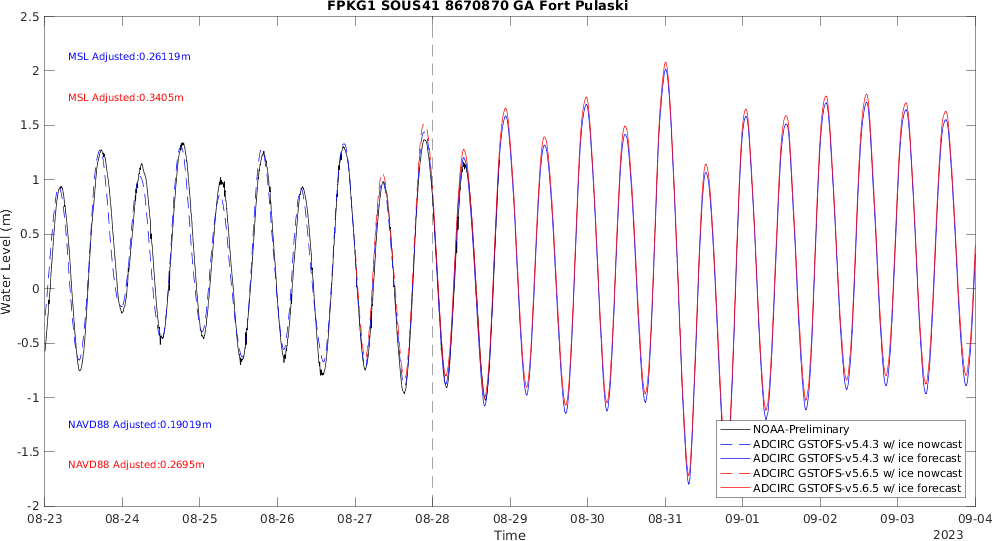 FPKG1 SOUS41 8670870 GA Fort Pulaski
2.5
2
1.5
1
0.5
0
-0.5
-1
-1.5
-2
Water Level (m)
MSL Adjusted:0.26119m
MSL Adjusted:0.3405m
NAVD88 Adjusted:0.19019m
NAVD88 Adjusted:0.2695m
NOAA-Preliminary
ADCIRC GSTOFS-v5.4.3 w/ ice nowcast
ADCIRC GSTOFS-v5.4.3 w/ ice forecast
ADCIRC GSTOFS-v5.6.5 w/ ice nowcast
ADCIRC GSTOFS-v5.6.5 w/ ice forecast
08-23 08-24 08-25 08-26 08-27 08-28 08-29 08-30 08-31 09-01 09-02 09-03 09-04
Time
2023